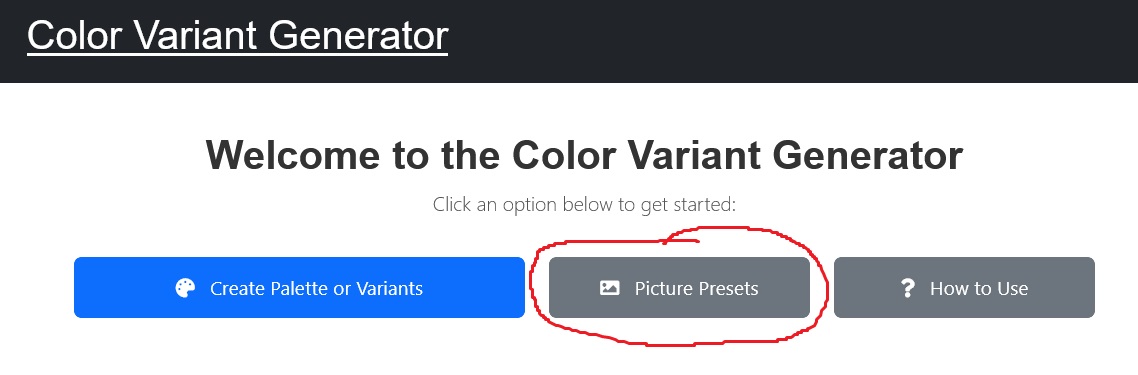 Color Variant Generator
Welcome to the Color Variant Generator
Click an option below to get started:
Create Palette or Variants
Picture Presets
How to Use